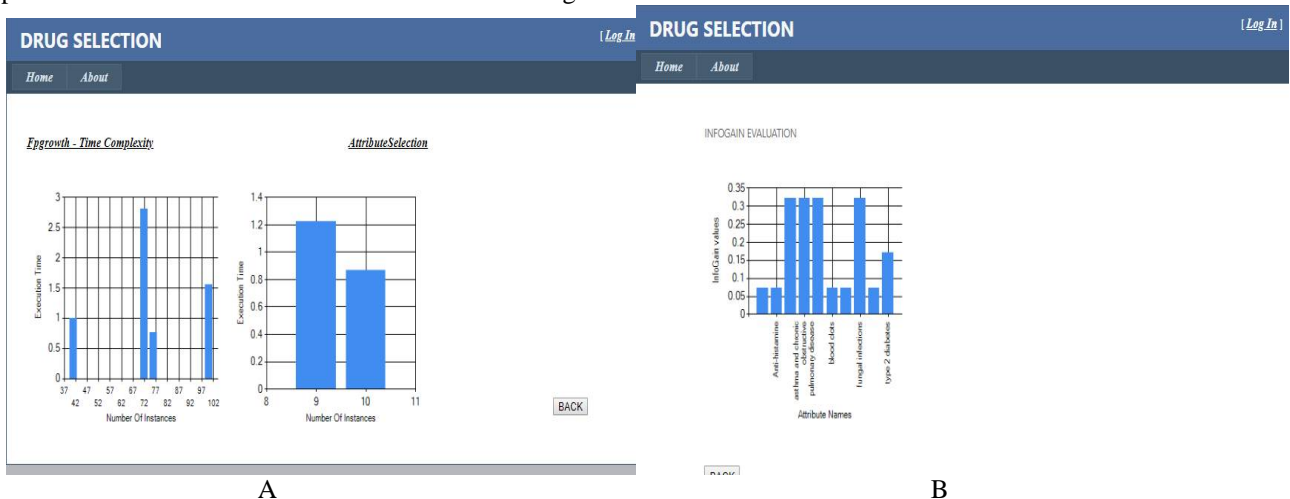 DRUG SELECTION
[ Log In
Home About
Fpgrowth - Time Complexity
AttributeSelection
3
2.5
2
1.5
1
0.5
0
Execution Time
37 47 57 67 77 87 97
42 52 62 72 82 92 102
Number Of Instances
1.4
1.2
1
0.8
0.6
0.4
0.2
0
Execution Time
8 9 10 11
Number Of Instances
BACK
A
DRUG SELECTION
[ Log In ]
Home About
INFOGAIN EVALUATION
0.35
0.3
0.25
0.2
0.15
0.1
0.05
0
InfoGain values
Anti-histamine
asthma and chronic
obstructive
pulmonary disease
blood clots
fungal infections
type 2 diabetes
Attribute Names
BACK
B